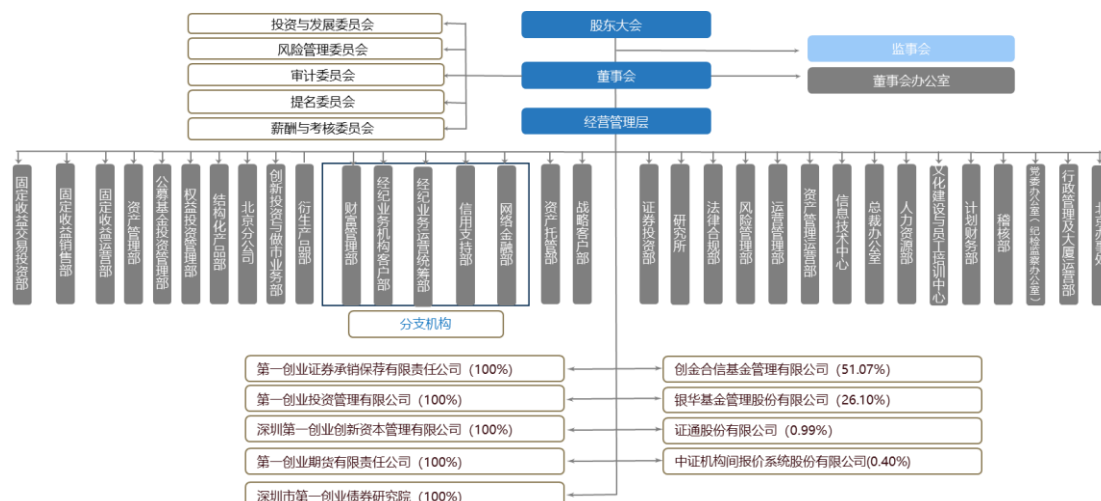 投资与发展委员会
风险管理委员会
审计委员会
提名委员会
薪酬与考核委员会
股东大会
监事会
董事会
董事会办公室
经营管理层
固定收益交易投资部
固定收益销售部
固定收益运营部
资产管理部
公募基金投资管理部
权益投资管理部
结构化产品部
北京分公司
创新投资与做市业务部
衍生产品部
财富管理部
经纪业务机构客户部
经纪业务运营统筹部
信用支持部
网络金融部
资产托管部
战略客户部
证券投资部
研究所
法律合规部
风险管理部
运营管理部
资产管理运营部
信息技术中心
总裁办公室
人力资源部
文化建设与员工培训中心
计划财务部
稽核部
党委办公室（纪检监察办公室）
行政管理及大厦运营部
北京办事处
分支机构
第一创业证券承销保荐有限责任公司（100%）
创金合信基金管理有限公司（51.07%）
第一创业投资管理有限公司（100%）
银华基金管理股份有限公司（26.10%）
深圳第一创业创新资本管理有限公司（100%）
证通股份有限公司（0.99%）
第一创业期货有限责任公司（100%）
中证机构间报价系统股份有限公司(0.40%)
深圳市第一创业债券研究院（100%）